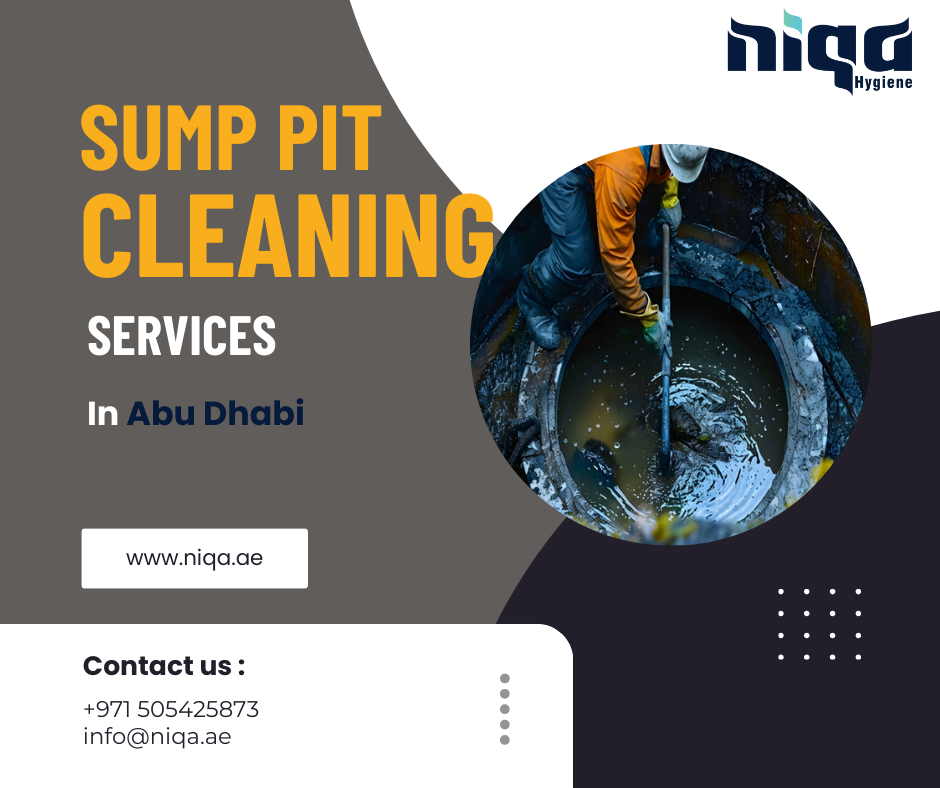 niqa
Hygiene
SUMP PIT
CLEANING
SERVICES
In Abu Dhabi
www.niqa.ae
Contact us :
+971 505425873
info@niqa.ae